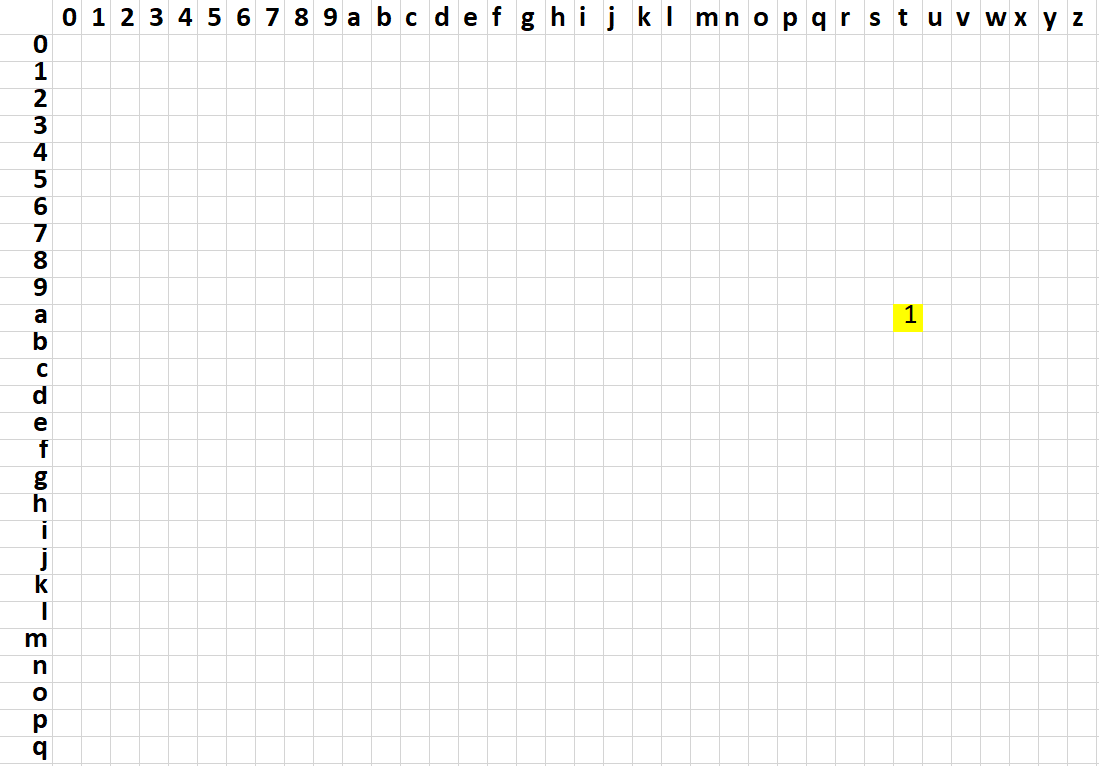 0 1 2 3 4 5 6 7 8 9 a b c d e f g h i j k l m n o p q r s t u v w x y z
0
1
2
3
4
5
6
7
8
9
a 1
b
c
d
e
f
g
h
i
j
k
l
m
n
o
p
q